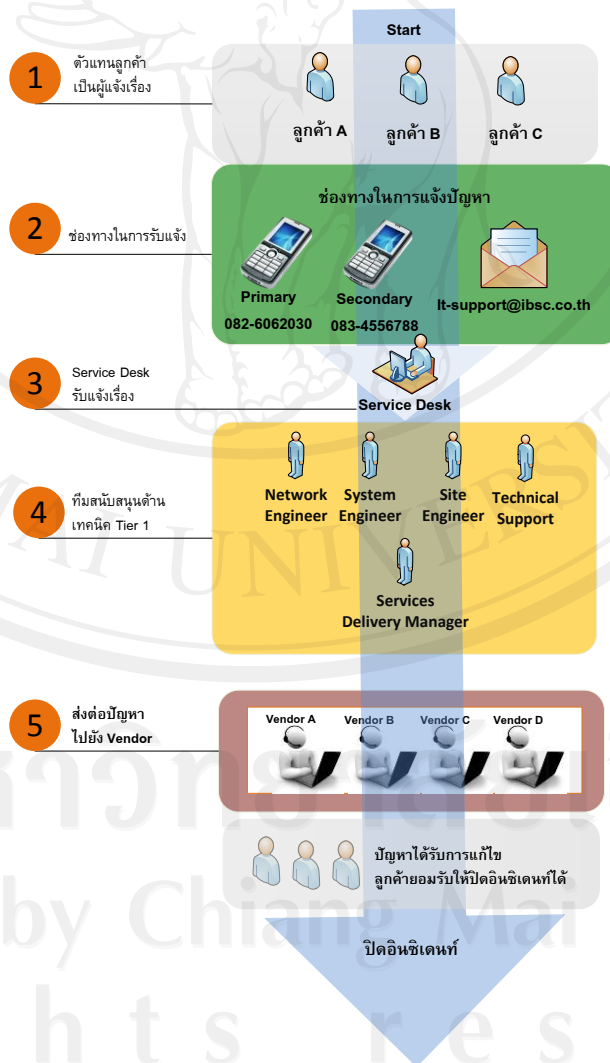 Start
1
ตัวแทนลูกค้า
เป็นผู้แจ้งเรื่อง
ลูกค้า A
ลูกค้า B
ลูกค้า C
2
ช่องทางในการรับแจ้ง
ช่องทางในการแจ้งปัญหา
Primary
082-6062030
Secondary
083-4556788
It-support@ibsc.co.th
3
Service Desk
รับแจ้งเรื่อง
Service Desk
4
ทีมสนับสนุนด้าน
เทคนิค Tier 1
Network
Engineer
System
Engineer
Site
Engineer
Technical
Support
Services
Delivery Manager
5
ส่งต่อปัญหา
ไปยัง Vendor
Vendor A
Vendor B
Vendor C
Vendor D
ปัญหาได้รับการแก้ไข
ลูกค้ายอมรับให้ปิดอินซิเดนท์ได้
ปิดอินซิเดนท์
by Chiang Mai